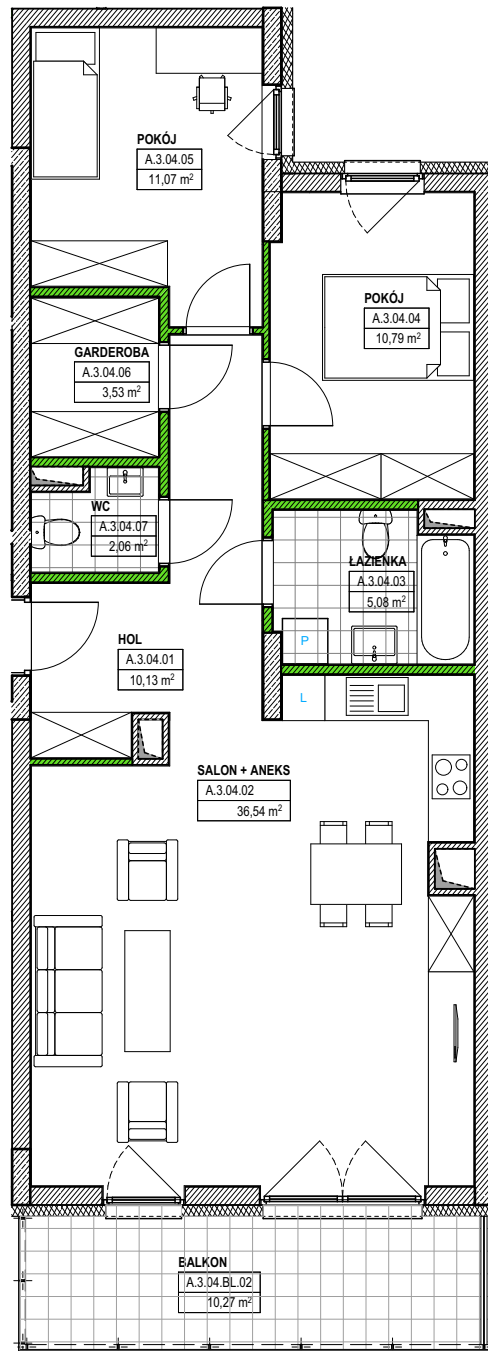 POKÓJ
A.3.04.05
11,07 m²
POKÓJ
A.3.04.04
10,79 m²
GARDEROBA
A.3.04.06
3,53 m²
WC
A.3.04.07
2,06 m²
ŁAZIENKA
A.3.04.03
5,08 m²
P
HOL
A.3.04.01
10,13 m²
L
SALON + ANEKS
A.3.04.02
36,54 m²
BALKON
A.3.04.BL.02
10,27 m²